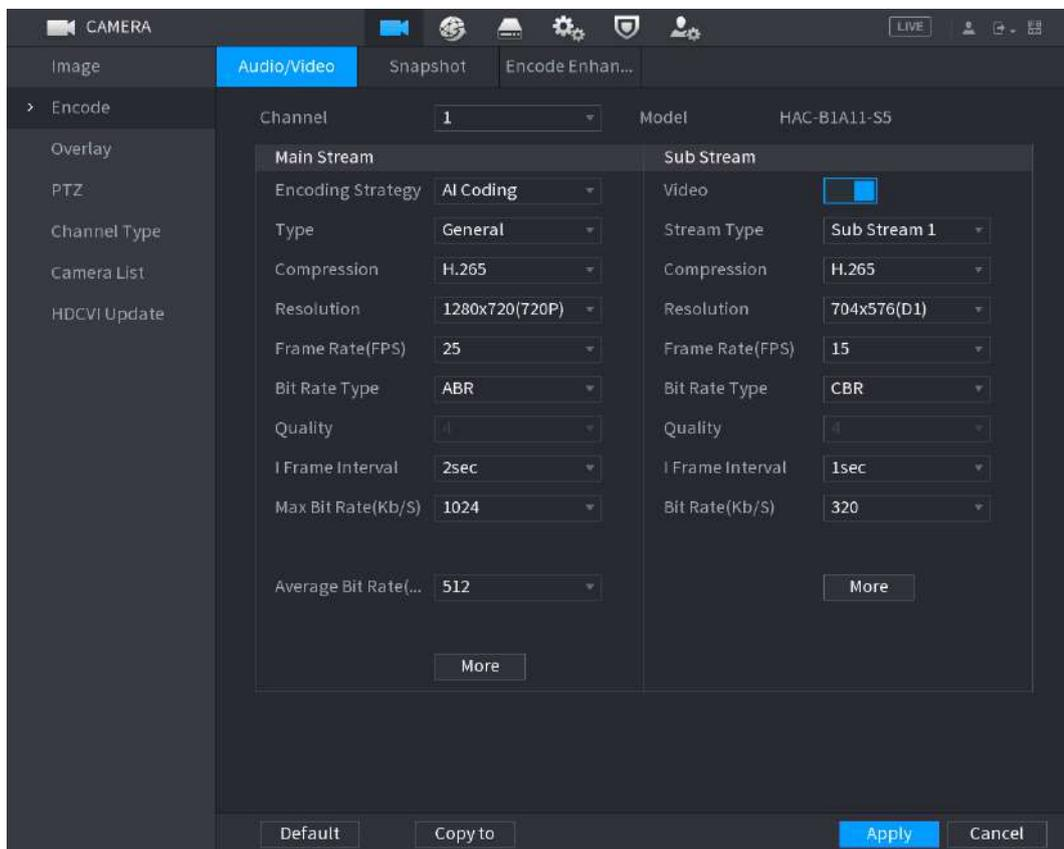 CAMERA
LIVE
Image
Encode
Overlay
PTZ
Channel Type
Camera List
HDCVI Update
Audio/Video
Snapshot
Encode Enhan...
Channel 1 Model HAC-B1A11-S5
Main Stream
Encoding Strategy AI Coding
Type General
Compression H.265
Resolution 1280x720(720P)
Frame Rate(FPS) 25
Bit Rate Type ABR
Quality 4
I Frame Interval 2sec
Max Bit Rate(Kb/S) 1024
Average Bit Rate(... 512
More
Sub Stream
Video
Stream Type Sub Stream 1
Compression H.265
Resolution 704x576(D1)
Frame Rate(FPS) 15
Bit Rate Type CBR
Quality 4
I Frame Interval 1sec
Bit Rate(Kb/S) 320
More
Default
Copy to
Apply
Cancel